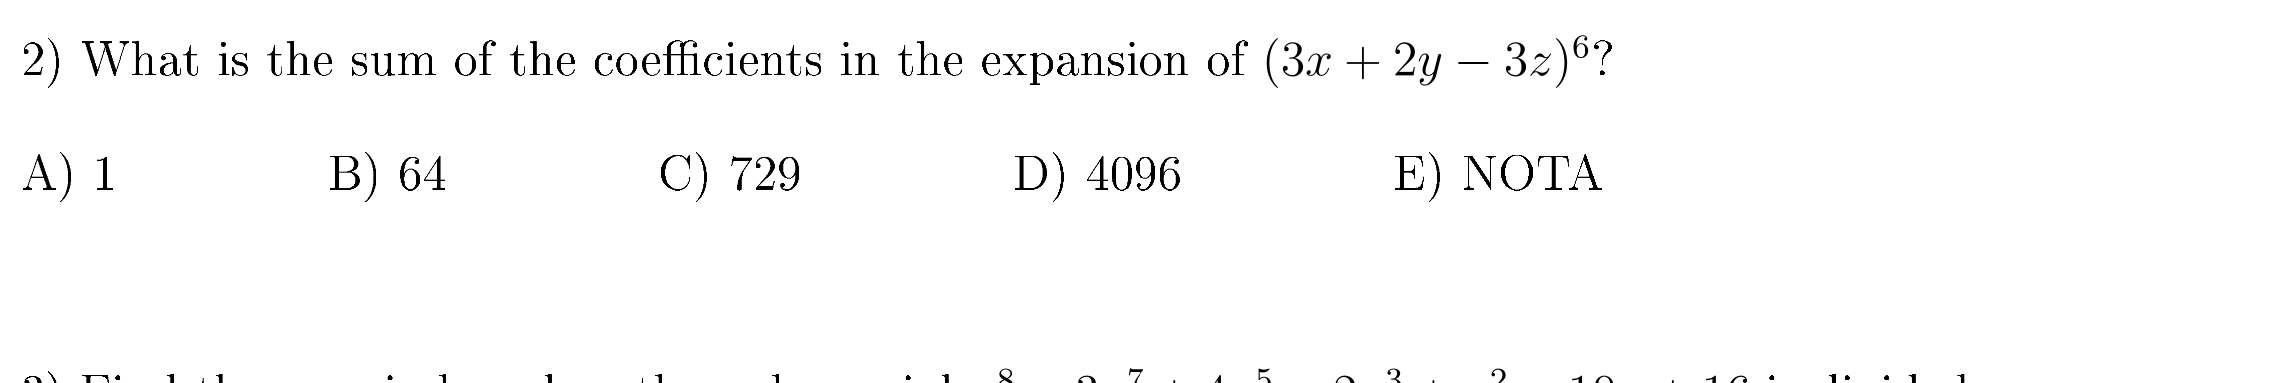 2) What is the sum of the coefficients in the expansion of (3x + 2y − 3z)⁶?
A) 1 B) 64 C) 729 D) 4096 E) NOTA